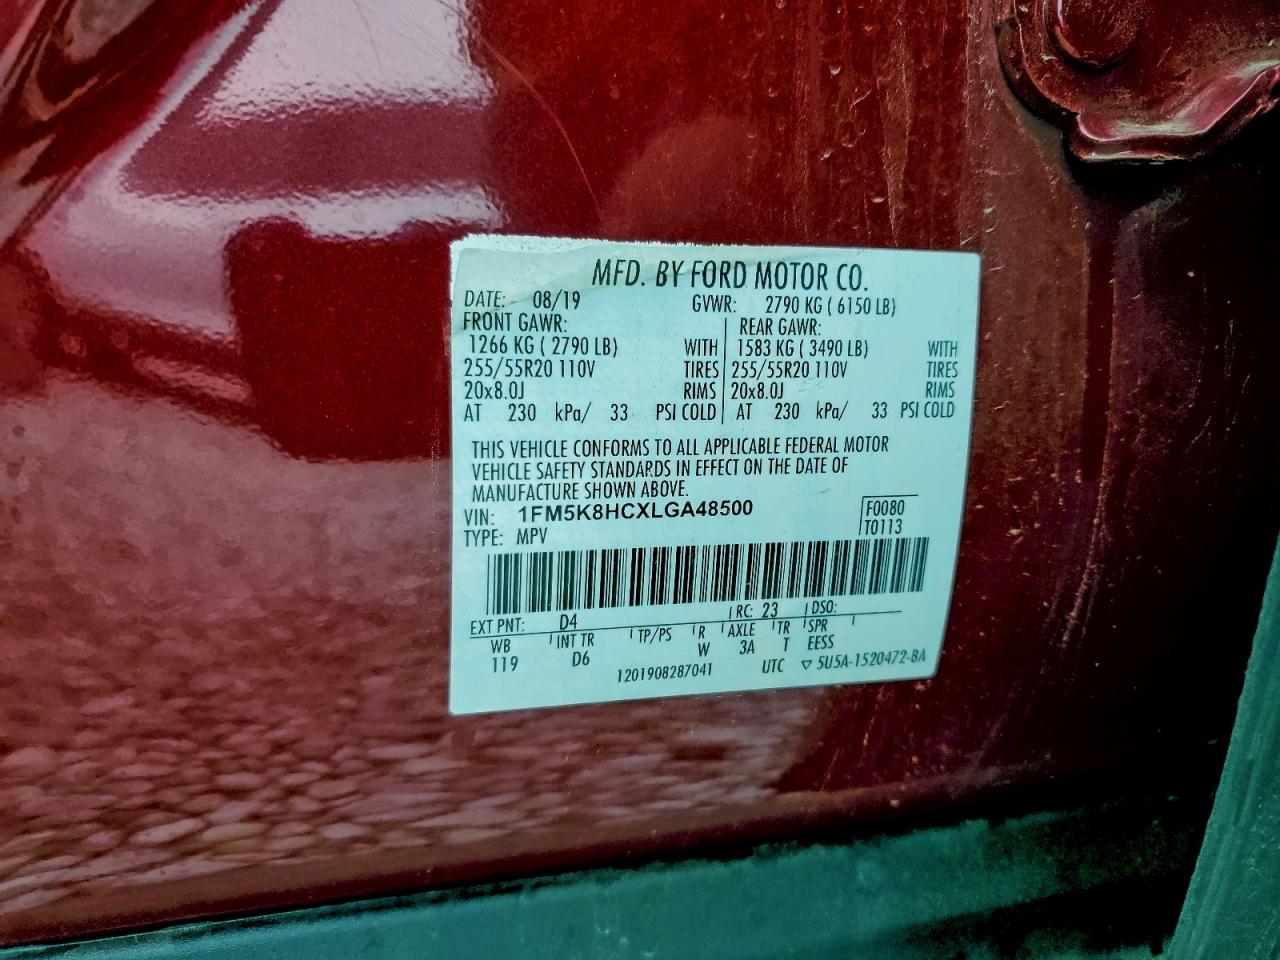 MFD. BY FORD MOTOR CO.
DATE: 08/19 GVWR: 2790 KG ( 6150 LB)
FRONT GAWR: REAR GAWR:
1266 KG ( 2790 LB) WITH 1583 KG ( 3490 LB) WITH
255/55R20 110V TIRES 255/55R20 110V TIRES
20x8.0J RIMS 20x8.0J RIMS
AT 230 kPa/ 33 PSI COLD AT 230 kPa/ 33 PSI COLD
THIS VEHICLE CONFORMS TO ALL APPLICABLE FEDERAL MOTOR
VEHICLE SAFETY STANDARDS IN EFFECT ON THE DATE OF
MANUFACTURE SHOWN ABOVE.
VIN: 1FM5K8HCXLGA48500 F0080
TYPE: MPV T0113
EXT PNT: D4 RC: 23 DSO:
WB INT TR TP/PS R AXLE TR SPR
119 D6 W 3A T EESS
1201908287041 UTC ▽ 5U5A-1520472-BA